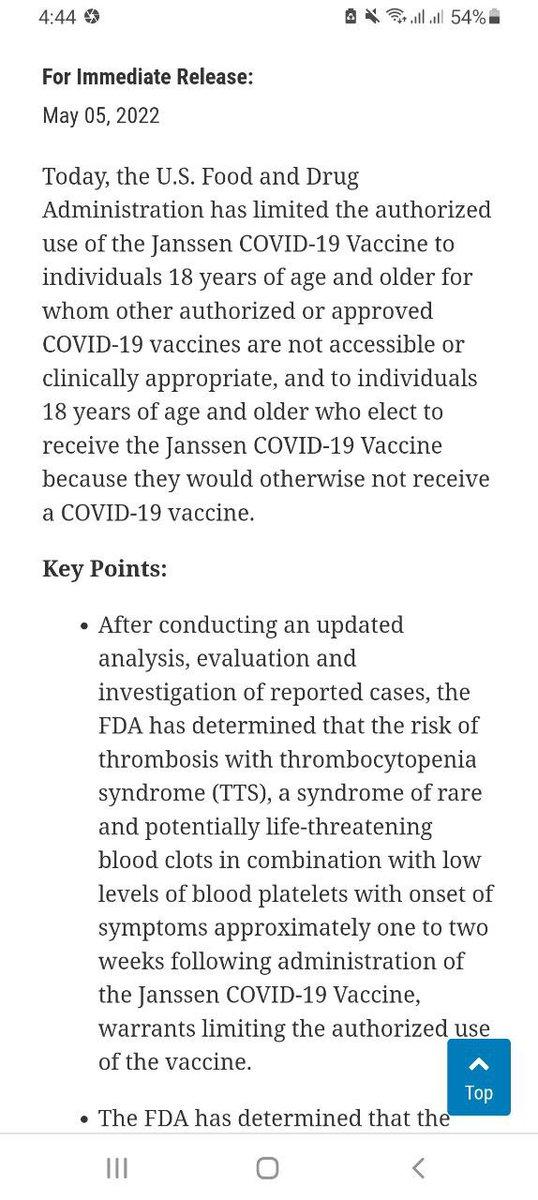 4:44 54%
For Immediate Release:
May 05, 2022
Today, the U.S. Food and Drug
Administration has limited the authorized
use of the Janssen COVID-19 Vaccine to
individuals 18 years of age and older for
whom other authorized or approved
COVID-19 vaccines are not accessible or
clinically appropriate, and to individuals
18 years of age and older who elect to
receive the Janssen COVID-19 Vaccine
because they would otherwise not receive
a COVID-19 vaccine.
Key Points:
• After conducting an updated
analysis, evaluation and
investigation of reported cases, the
FDA has determined that the risk of
thrombosis with thrombocytopenia
syndrome (TTS), a syndrome of rare
and potentially life-threatening
blood clots in combination with low
levels of blood platelets with onset of
symptoms approximately one to two
weeks following administration of
the Janssen COVID-19 Vaccine,
warrants limiting the authorized use
of the vaccine.
Top
• The FDA has determined that the